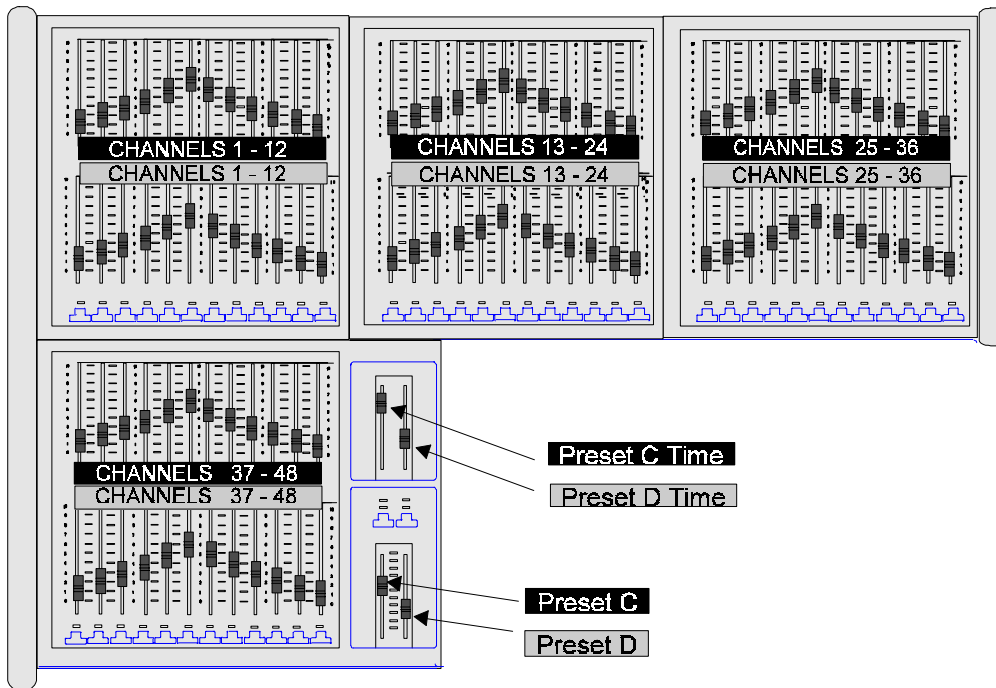 CHANNELS 1 - 12
CHANNELS 1 - 12
CHANNELS 13 - 24
CHANNELS 13 - 24
CHANNELS 25 - 36
CHANNELS 25 - 36
CHANNELS 37 - 48
CHANNELS 37 - 48
Preset C Time
Preset D Time
Preset C
Preset D